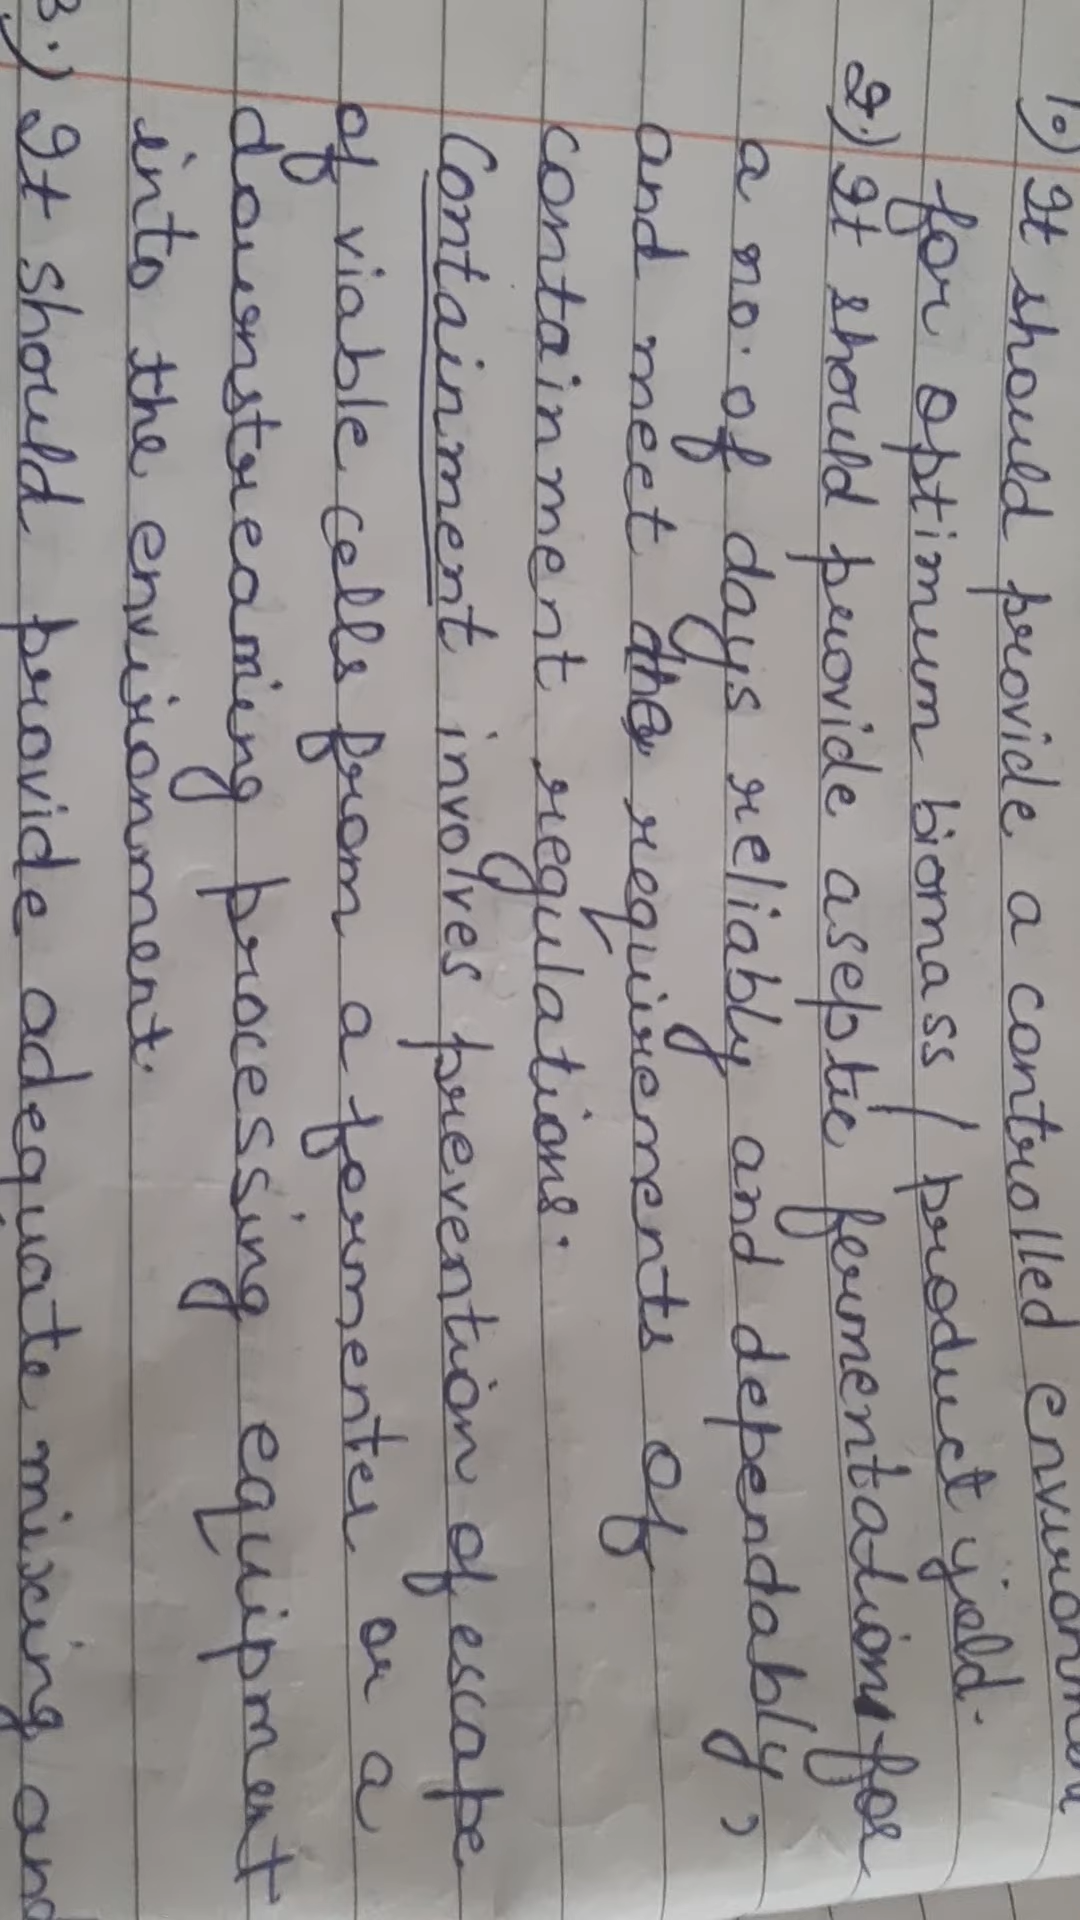 1.) It should provide a controlled environmen
for optimum biomass / product yield.
2.) It should provide aseptic fermentation for
a no. of days reliably and dependably,
and meet the requirements of
containment regulations.
Containment involves prevention of escape
of viable cells from a fermenter or a
downstreaming processing equipment
into the environment.
3.) It should provide adequate mixing and